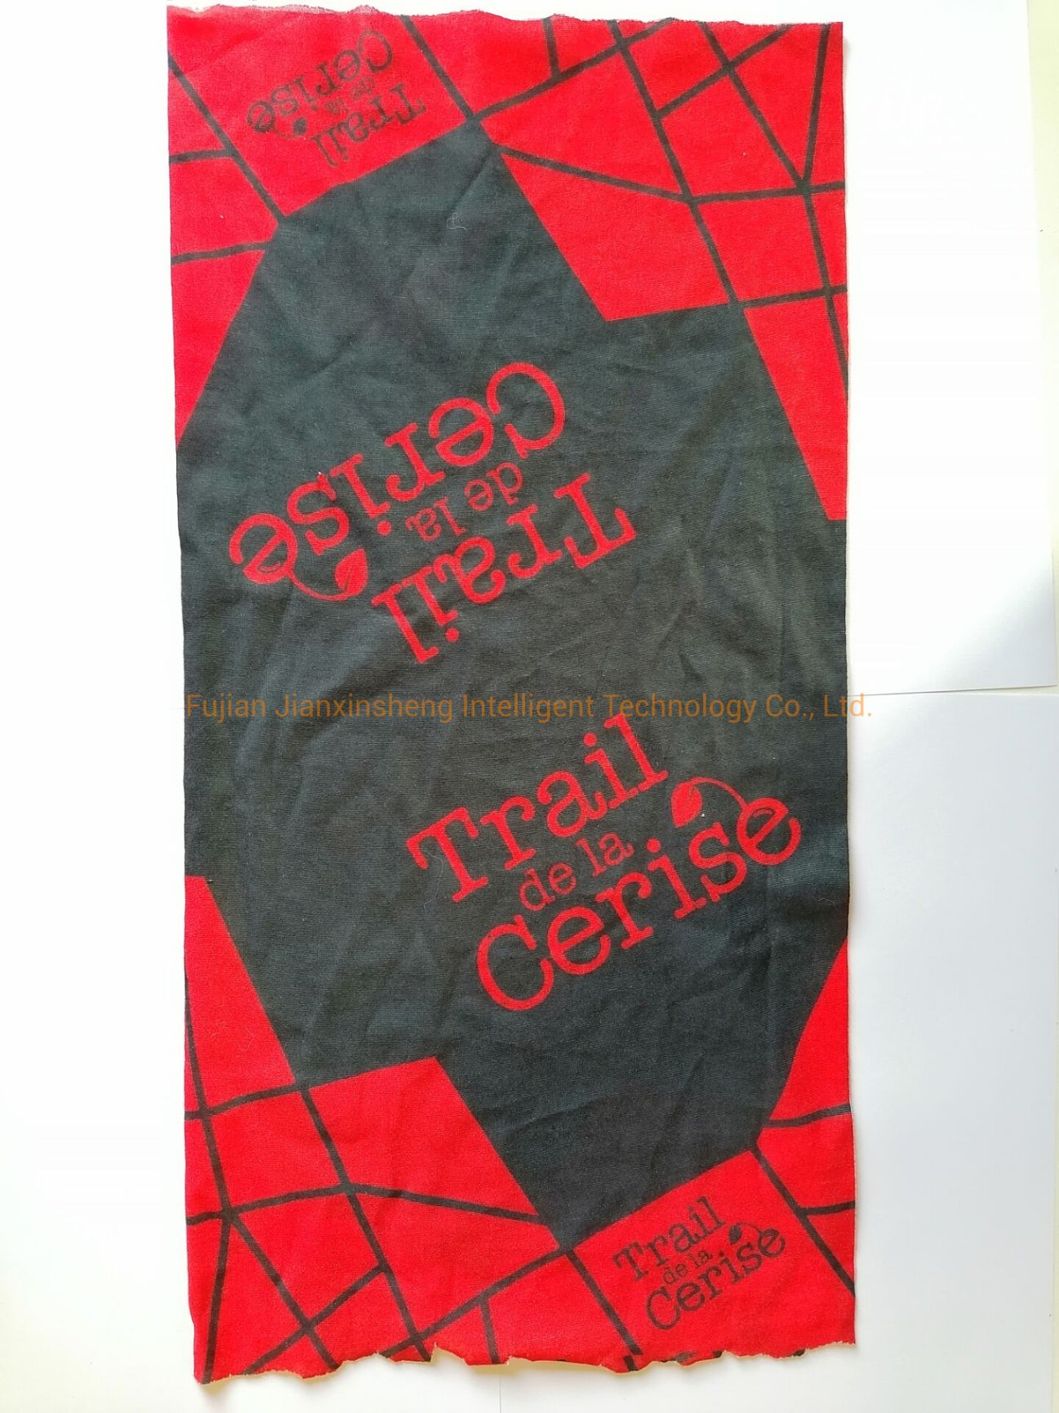 Trail
de la
Cerise
Trail
de la
Cerise
Fujian Jianxinsheng Intelligent Technology Co., Ltd.
Trail
de la
Cerise
Trail
de la
Cerise